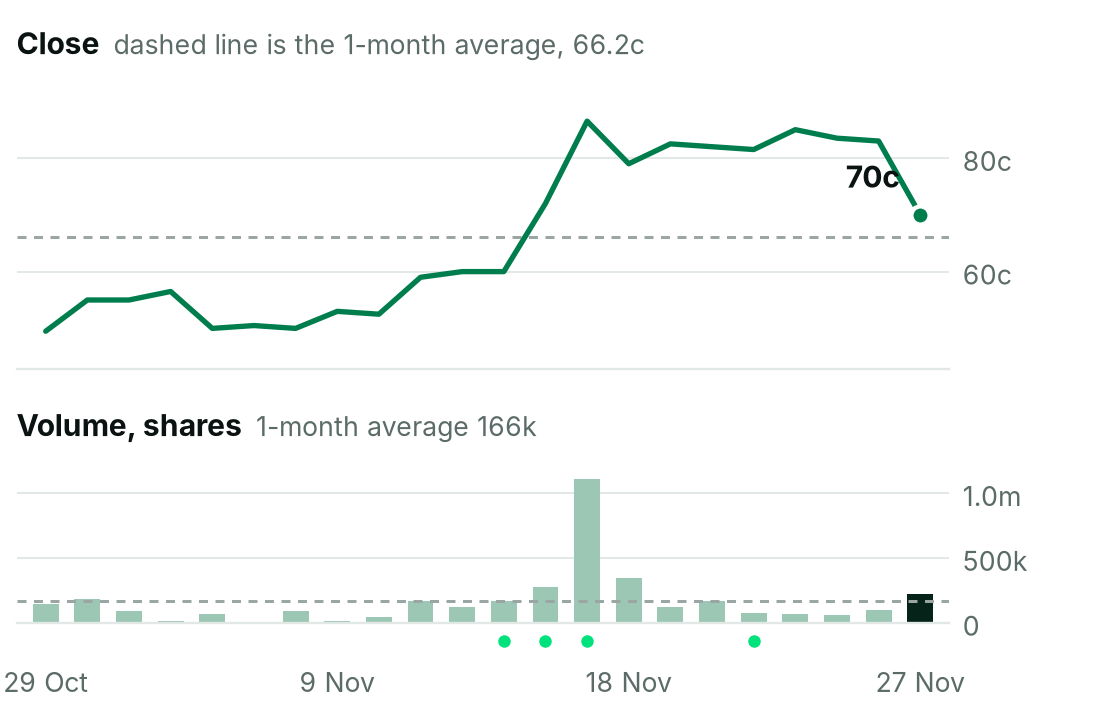 Close dashed line is the 1-month average, 66.2c
80c
70c
60c
Volume, shares 1-month average 166k
1.0m
500k
0
29 Oct 9 Nov 18 Nov 27 Nov